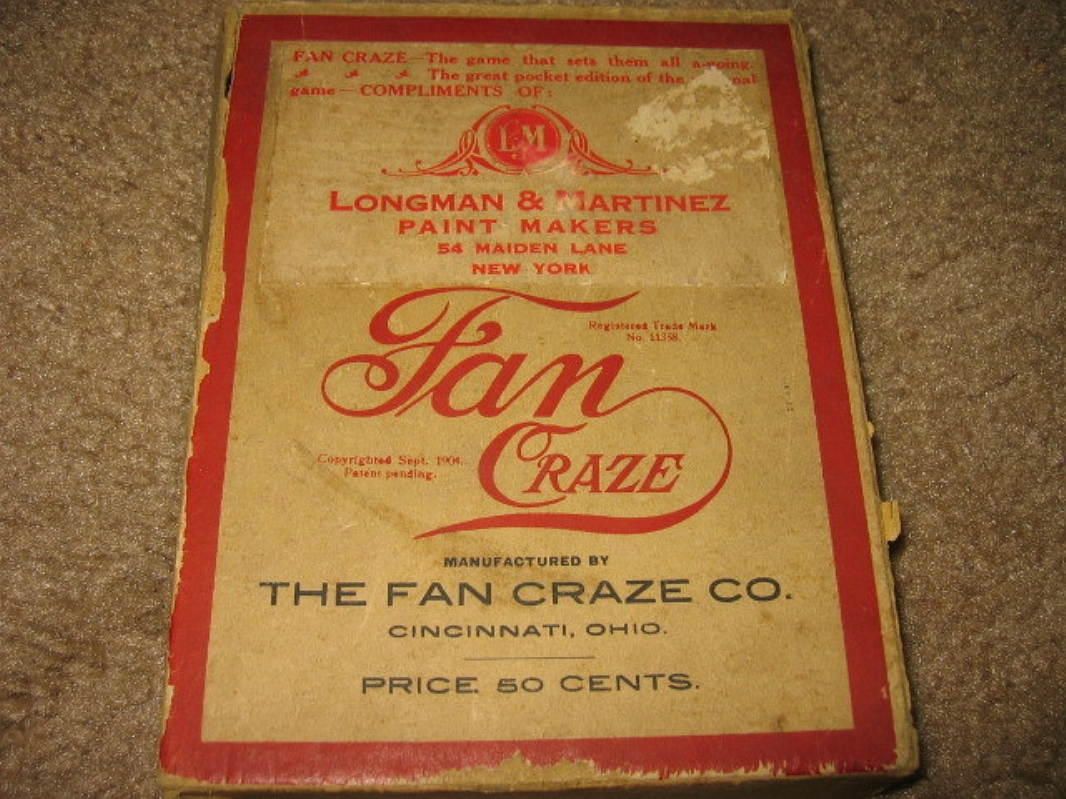 FAN CRAZE—The game that sets them all a-going.
The great pocket edition of the
game — COMPLIMENTS OF:
L&M
LONGMAN & MARTINEZ
PAINT MAKERS
54 MAIDEN LANE
NEW YORK
Fan
Registered Trade Mark
No. 11358.
CRAZE
Copyrighted Sept. 1904.
Patent pending.
MANUFACTURED BY
THE FAN CRAZE CO.
CINCINNATI, OHIO.
PRICE 50 CENTS.